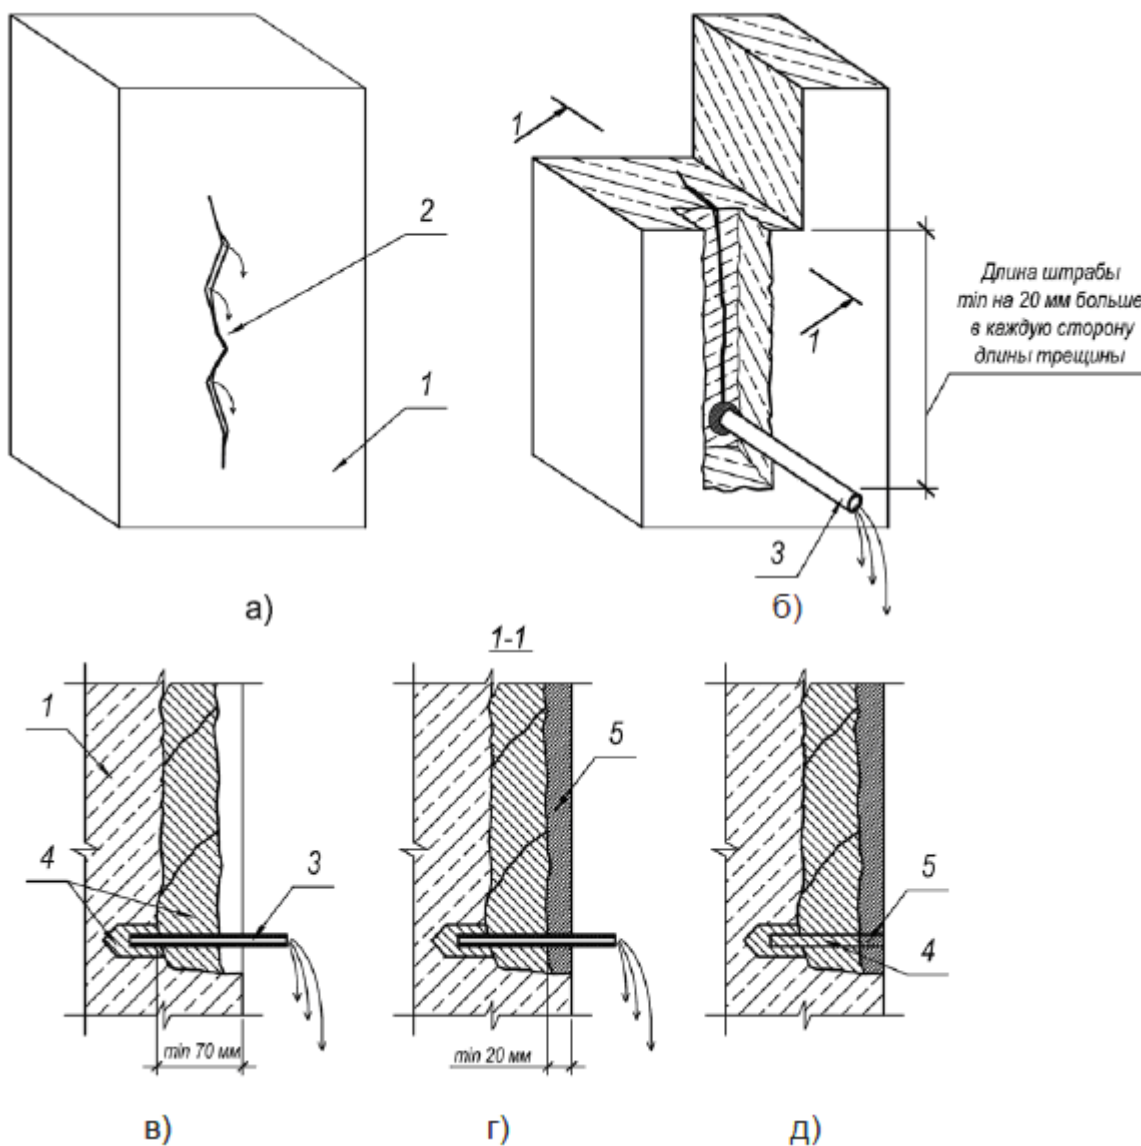 1
2
1
1
Длина штрабы
min на 20 мм больше
в каждую сторону
длины трещины
3
а)
б)
1-1
1
4
3
5
5
4
min 70 мм
min 20 мм
в)
г)
д)